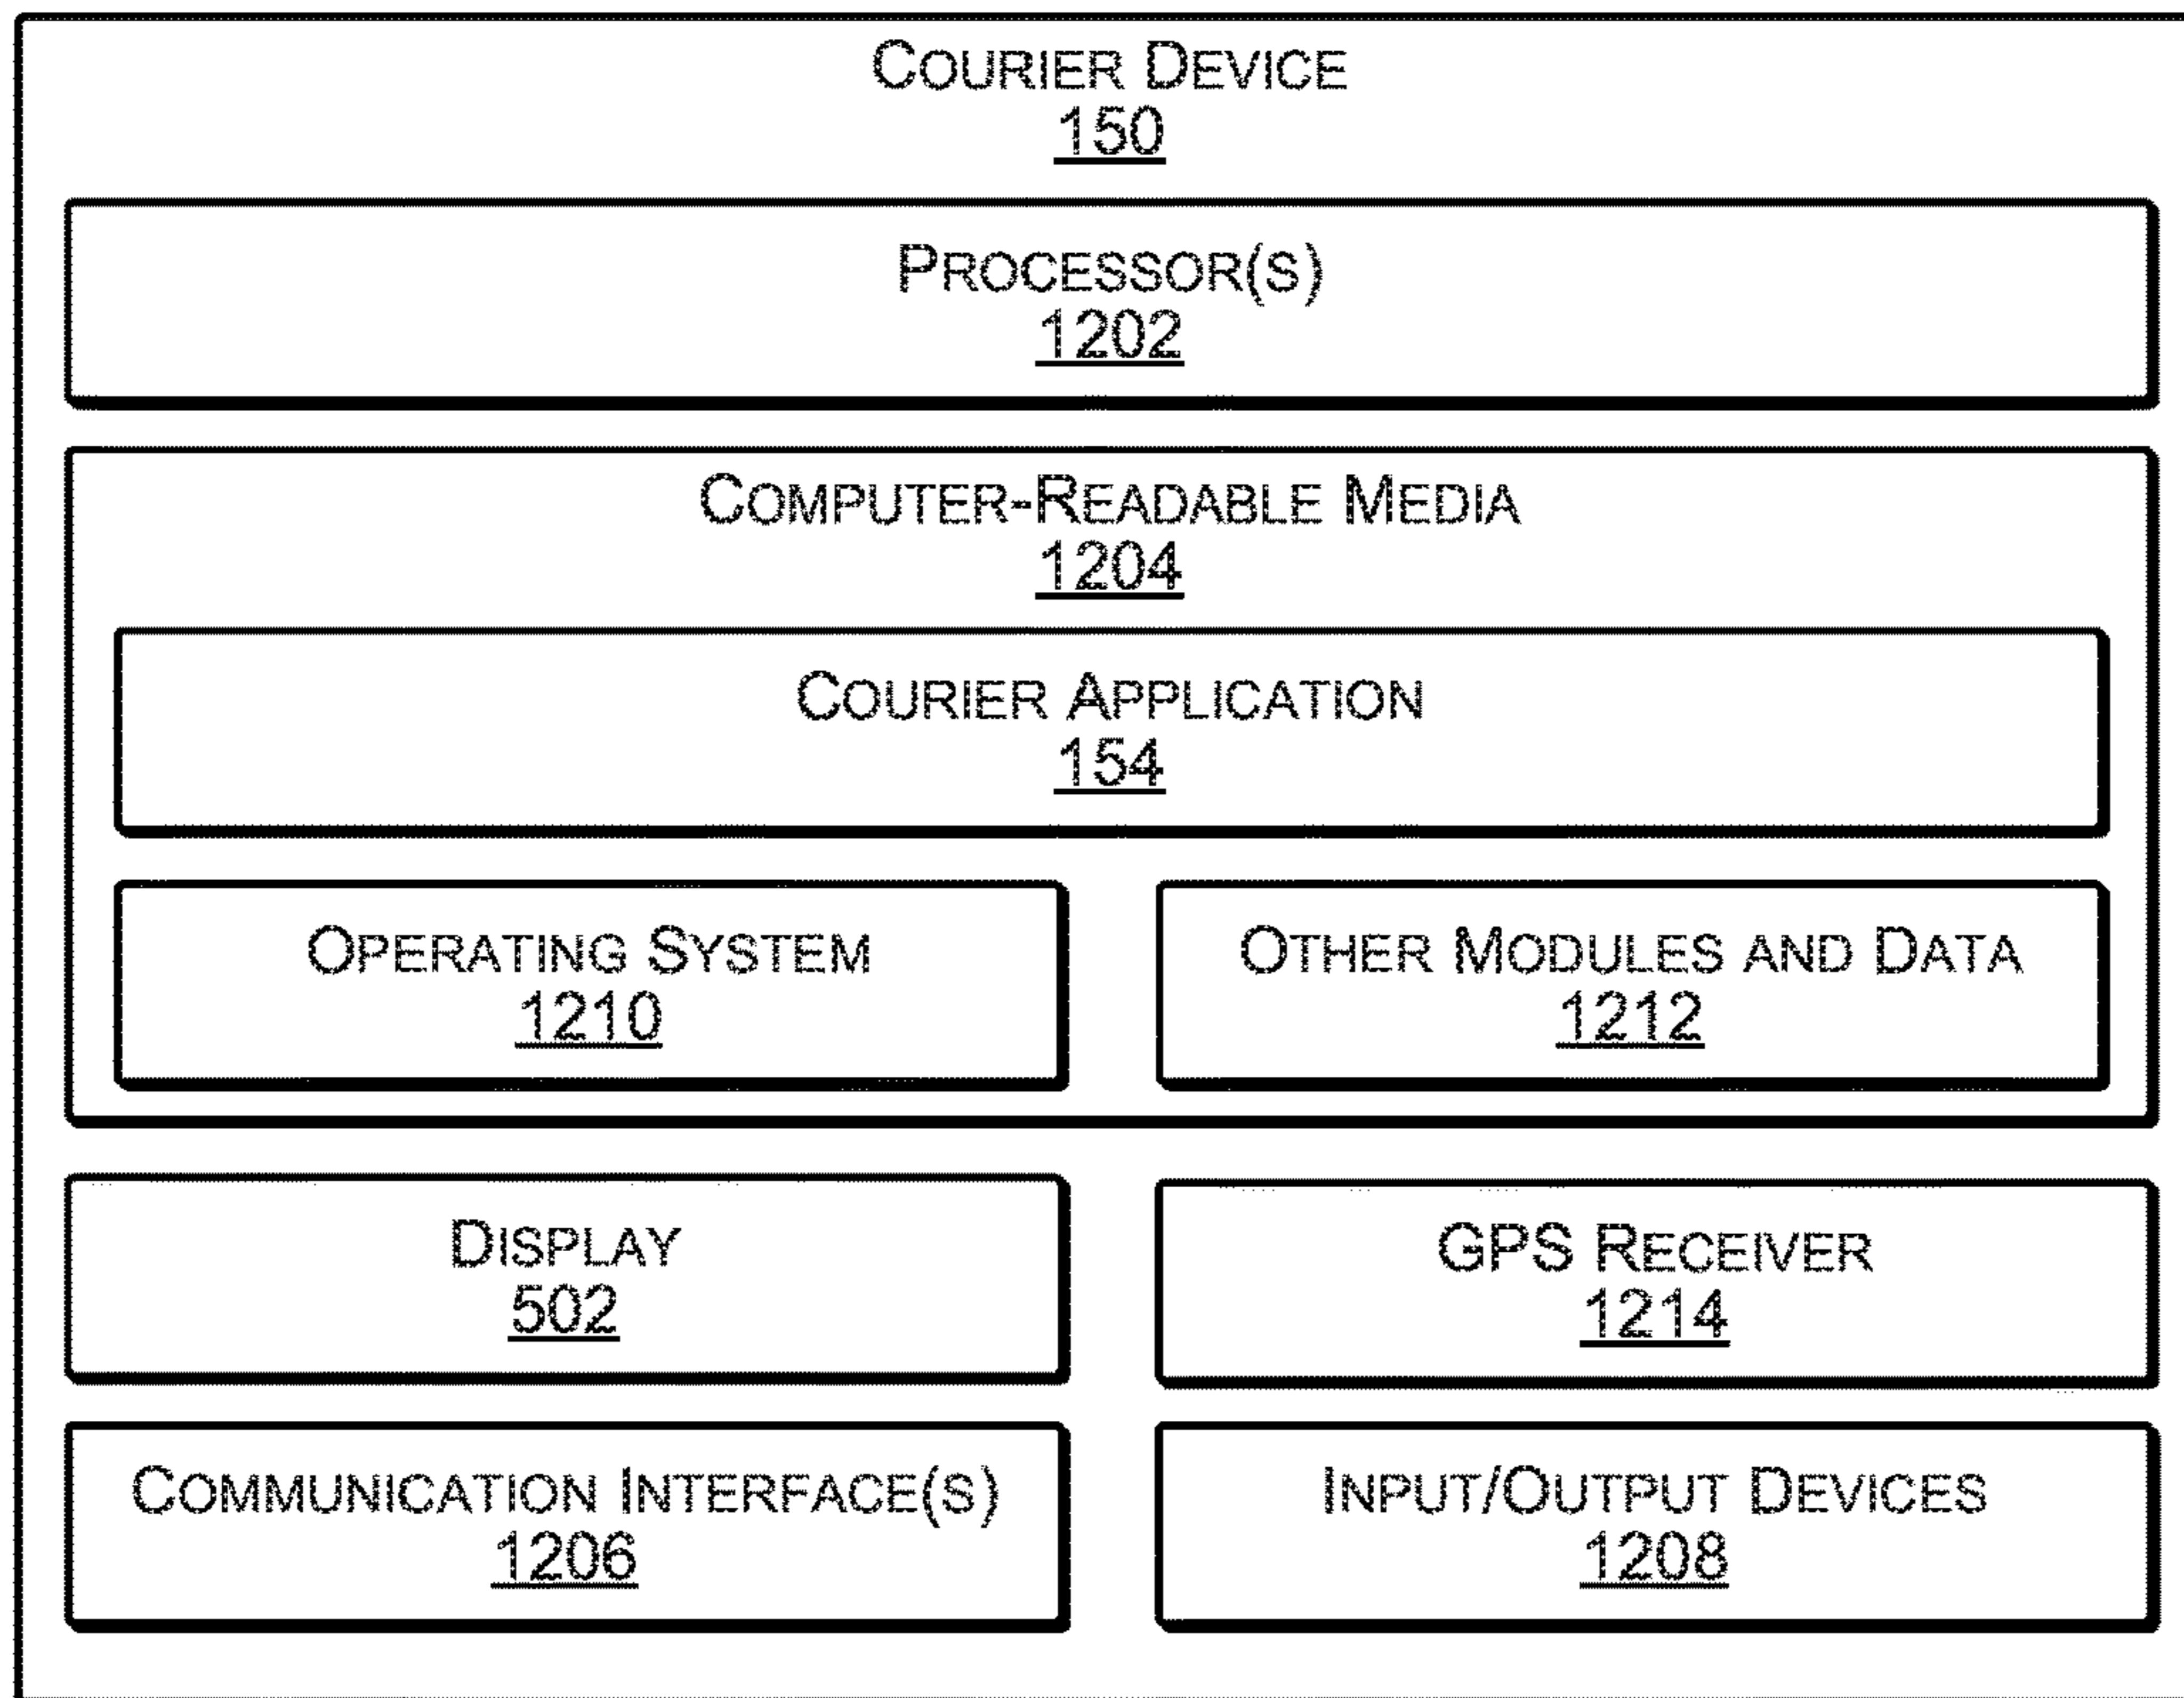 COURIER DEVICE
150
PROCESSOR(S)
1202
COMPUTER-READABLE MEDIA
1204
COURIER APPLICATION
154
OPERATING SYSTEM
1210
OTHER MODULES AND DATA
1212
DISPLAY
502
GPS RECEIVER
1214
COMMUNICATION INTERFACE(S)
1206
INPUT/OUTPUT DEVICES
1208